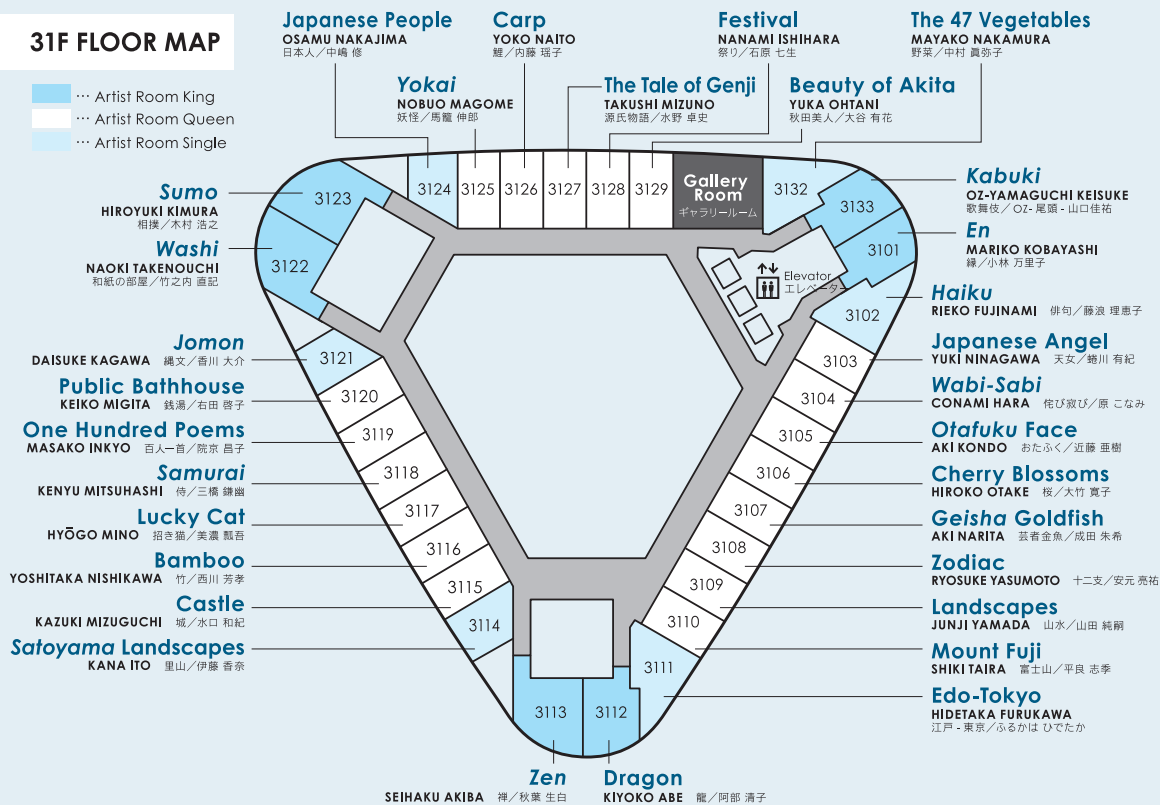 31F FLOOR MAP
… Artist Room King
… Artist Room Queen
… Artist Room Single
Japanese People
OSAMU NAKAJIMA
日本人／中嶋 修
Carp
YOKO NAITO
鯉／内藤 瑶子
Festival
NANAMI ISHIHARA
祭り／石原 七生
The 47 Vegetables
MAYAKO NAKAMURA
野菜／中村 眞弥子
Yokai
NOBUO MAGOME
妖怪／馬籠 伸郎
The Tale of Genji
TAKUSHI MIZUNO
源氏物語／水野 卓史
Beauty of Akita
YUKA OHTANI
秋田美人／大谷 有花
Sumo
HIROYUKI KIMURA
相撲／木村 浩之
Washi
NAOKI TAKENOUCHI
和紙の部屋／竹之内 直記
Jomon
DAISUKE KAGAWA 縄文／香川 大介
Public Bathhouse
KEIKO MIGITA 銭湯／右田 啓子
One Hundred Poems
MASAKO INKYO 百人一首／院京 昌子
Samurai
KENYU MITSUHASHI 侍／三橋 鎌幽
Lucky Cat
HYŌGO MINO 招き猫／美濃 瓢吾
Bamboo
YOSHITAKA NISHIKAWA 竹／西川 芳孝
Castle
KAZUKI MIZUGUCHI 城／水口 和紀
Satoyama Landscapes
KANA ITO 里山／伊藤 香奈
3123
3122
3124
3125
3126
3127
3128
3129
Gallery
Room
ギャラリールーム
3132
3133
3101
Elevator
エレベーター
3102
3103
3104
3105
3106
3107
3108
3109
3110
3111
3112
3113
3114
3115
3116
3117
3118
3119
3120
3121
Kabuki
OZ-YAMAGUCHI KEISUKE
歌舞伎／OZ- 尾頭 - 山口佳祐
En
MARIKO KOBAYASHI
縁／小林 万里子
Haiku
RIEKO FUJINAMI 俳句／藤浪 理恵子
Japanese Angel
YUKI NINAGAWA 天女／蜷川 有紀
Wabi-Sabi
CONAMI HARA 侘び寂び／原 こなみ
Otafuku Face
AKI KONDO おたふく／近藤 亜樹
Cherry Blossoms
HIROKO OTAKE 桜／大竹 寛子
Geisha Goldfish
AKI NARITA 芸者金魚／成田 朱希
Zodiac
RYOSUKE YASUMOTO 十二支／安元 亮祐
Landscapes
JUNJI YAMADA 山水／山田 純嗣
Mount Fuji
SHIKI TAIRA 富士山／平良 志季
Edo-Tokyo
HIDETAKA FURUKAWA
江戸 - 東京／ふるかは ひでたか
Zen
SEIHAKU AKIBA 禅／秋葉 生白
Dragon
KIYOKO ABE 龍／阿部 清子